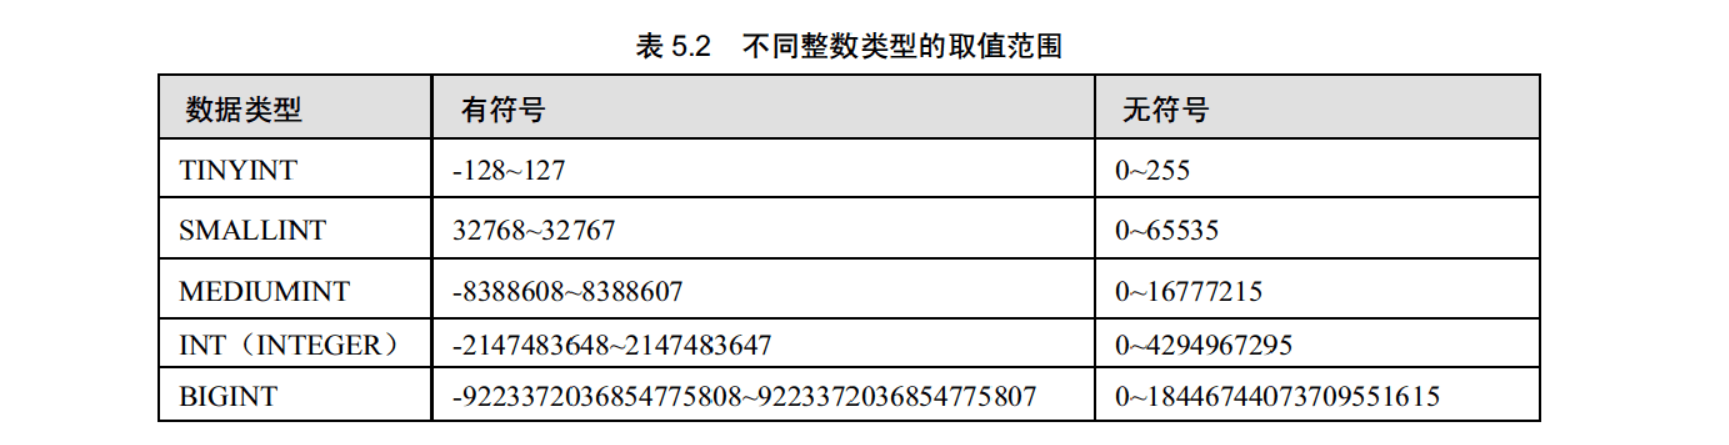 表 5.2 不同整数类型的取值范围
数据类型 有符号 无符号
TINYINT -128~127 0~255
SMALLINT 32768~32767 0~65535
MEDIUMINT -8388608~8388607 0~16777215
INT（INTEGER） -2147483648~2147483647 0~4294967295
BIGINT -9223372036854775808~9223372036854775807 0~18446744073709551615